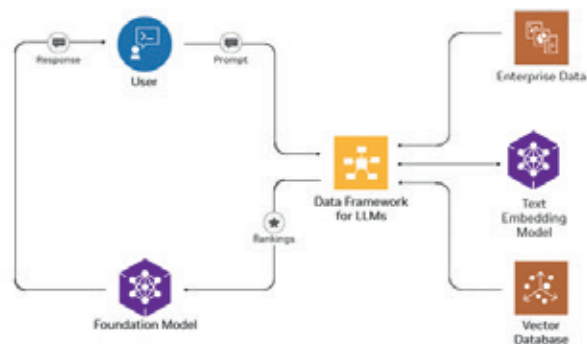 Response
Prompt
User
Enterprise Data
Data Framework
for LLMs
Text
Embedding
Model
Rankings
Foundation Model
Vector
Database